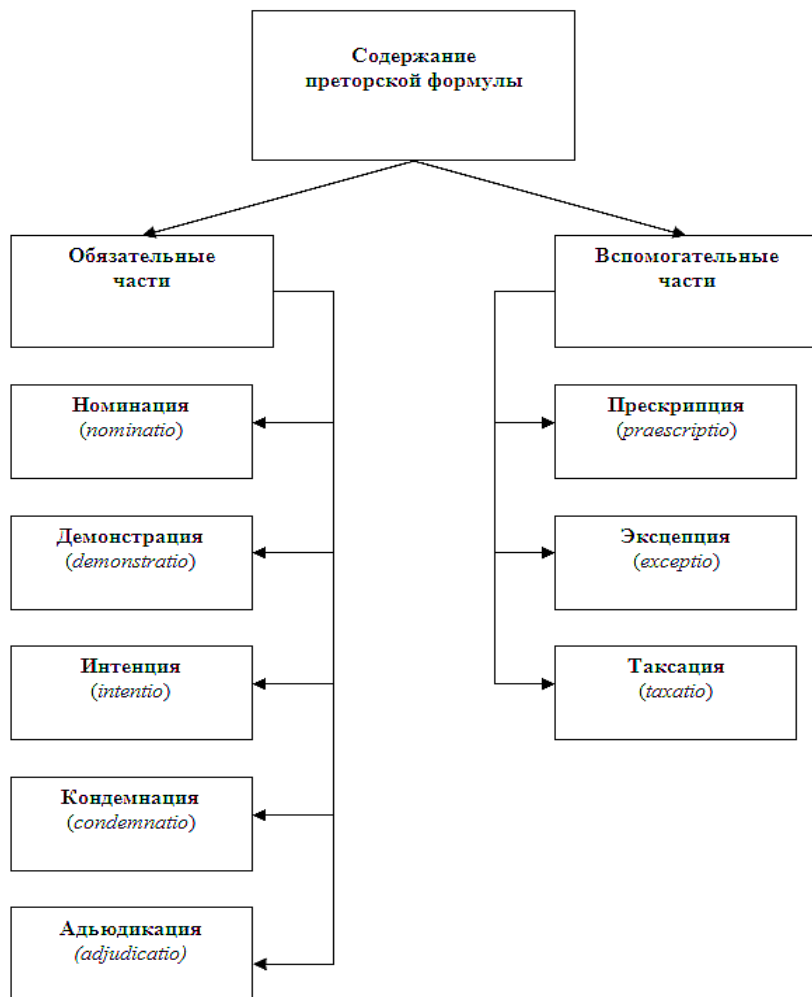 Содержание
преторской формулы
Обязательные
части
Номинация
(nominatio)
Демонстрация
(demonstratio)
Интенция
(intentio)
Кондемнация
(condemnatio)
Адьюдикация
(adjudicatio)
Вспомогательные
части
Прескрипция
(praescriptio)
Эксцепция
(exceptio)
Таксация
(taxatio)